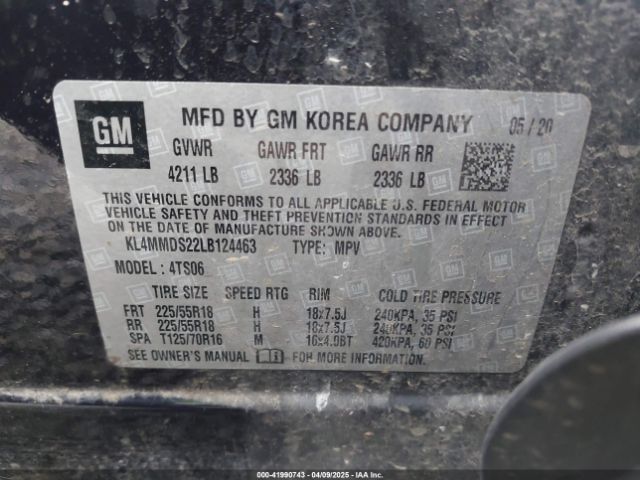 GM
MFD BY GM KOREA COMPANY 05/20
GVWR GAWR FRT GAWR RR
4211 LB 2336 LB 2336 LB
THIS VEHICLE CONFORMS TO ALL APPLICABLE U.S. FEDERAL MOTOR
VEHICLE SAFETY AND THEFT PREVENTION STANDARDS IN EFFECT
ON THE DATE OF MANUFACTURE SHOWN ABOVE.
KL4MMDS22LB124463 TYPE: MPV
MODEL: 4TS06
TIRE SIZE SPEED RTG RIM COLD TIRE PRESSURE
FRT 225/55R18 H 18x7.5J 240KPA, 35 PSI
RR 225/55R18 H 18x7.5J 240KPA, 35 PSI
SPA T125/70R16 M 16x4.0BT 420KPA, 60 PSI
SEE OWNER'S MANUAL FOR MORE INFORMATION.
000-41990743 - 04/09/2025 - IAAI Inc.